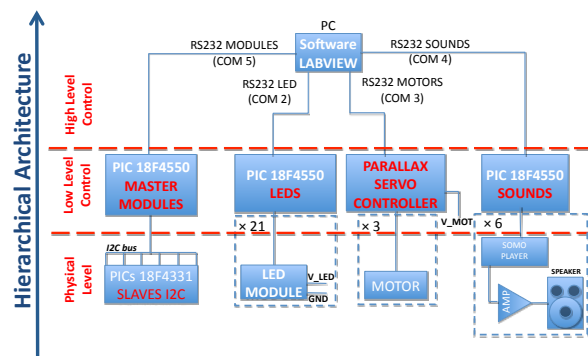 Hierarchical Architecture
High Level
Control
Low Level
Control
Physical
Level
PC
Software
LABVIEW
RS232 MODULES
(COM 5)
RS232 LED
(COM 2)
RS232 MOTORS
(COM 3)
RS232 SOUNDS
(COM 4)
PIC 18F4550
MASTER
MODULES
PIC 18F4550
LEDS
PARALLAX
SERVO
CONTROLLER
PIC 18F4550
SOUNDS
V_MOT
I2C bus
PICs 18F4331
SLAVES I2C
× 21
LED
MODULE
V_LED
GND
× 3
MOTOR
× 6
SOMO
PLAYER
AMP
SPEAKER